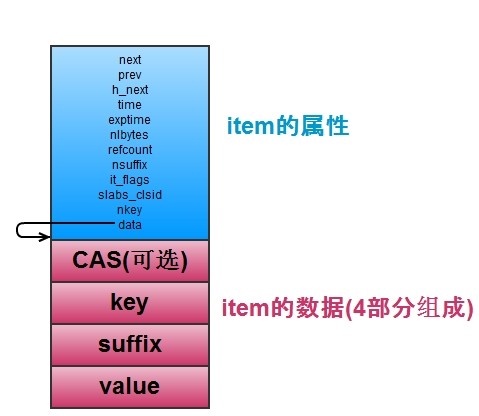 next
prev
h_next
time
exptime
nlbytes
refcount
nsuffix
it_flags
slabs_clsid
nkey
data
item的属性
CAS(可选)
key
suffix
value
item的数据(4部分组成)